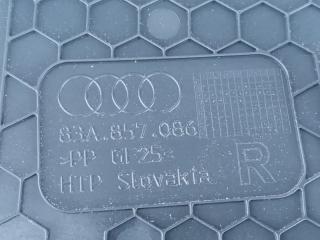 83A.857.086
>PP GF25<
HTP Slovakia
R